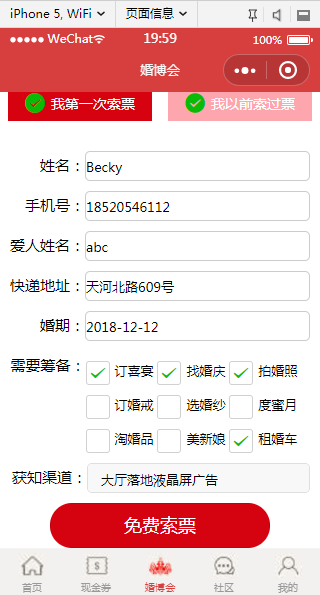 iPhone 5, WiFi 页面信息
WeChat 19:59 100%
婚博会
我第一次索票 我以前索过票
姓名：Becky
手机号：18520546112
爱人姓名：abc
快递地址：天河北路609号
婚期：2018-12-12
需要筹备：订喜宴 找婚庆 拍婚照
订婚戒 选婚纱 度蜜月
淘婚品 美新娘 租婚车
获知渠道：大厅落地液晶屏广告
免费索票
首页 现金券 婚博会 社区 我的